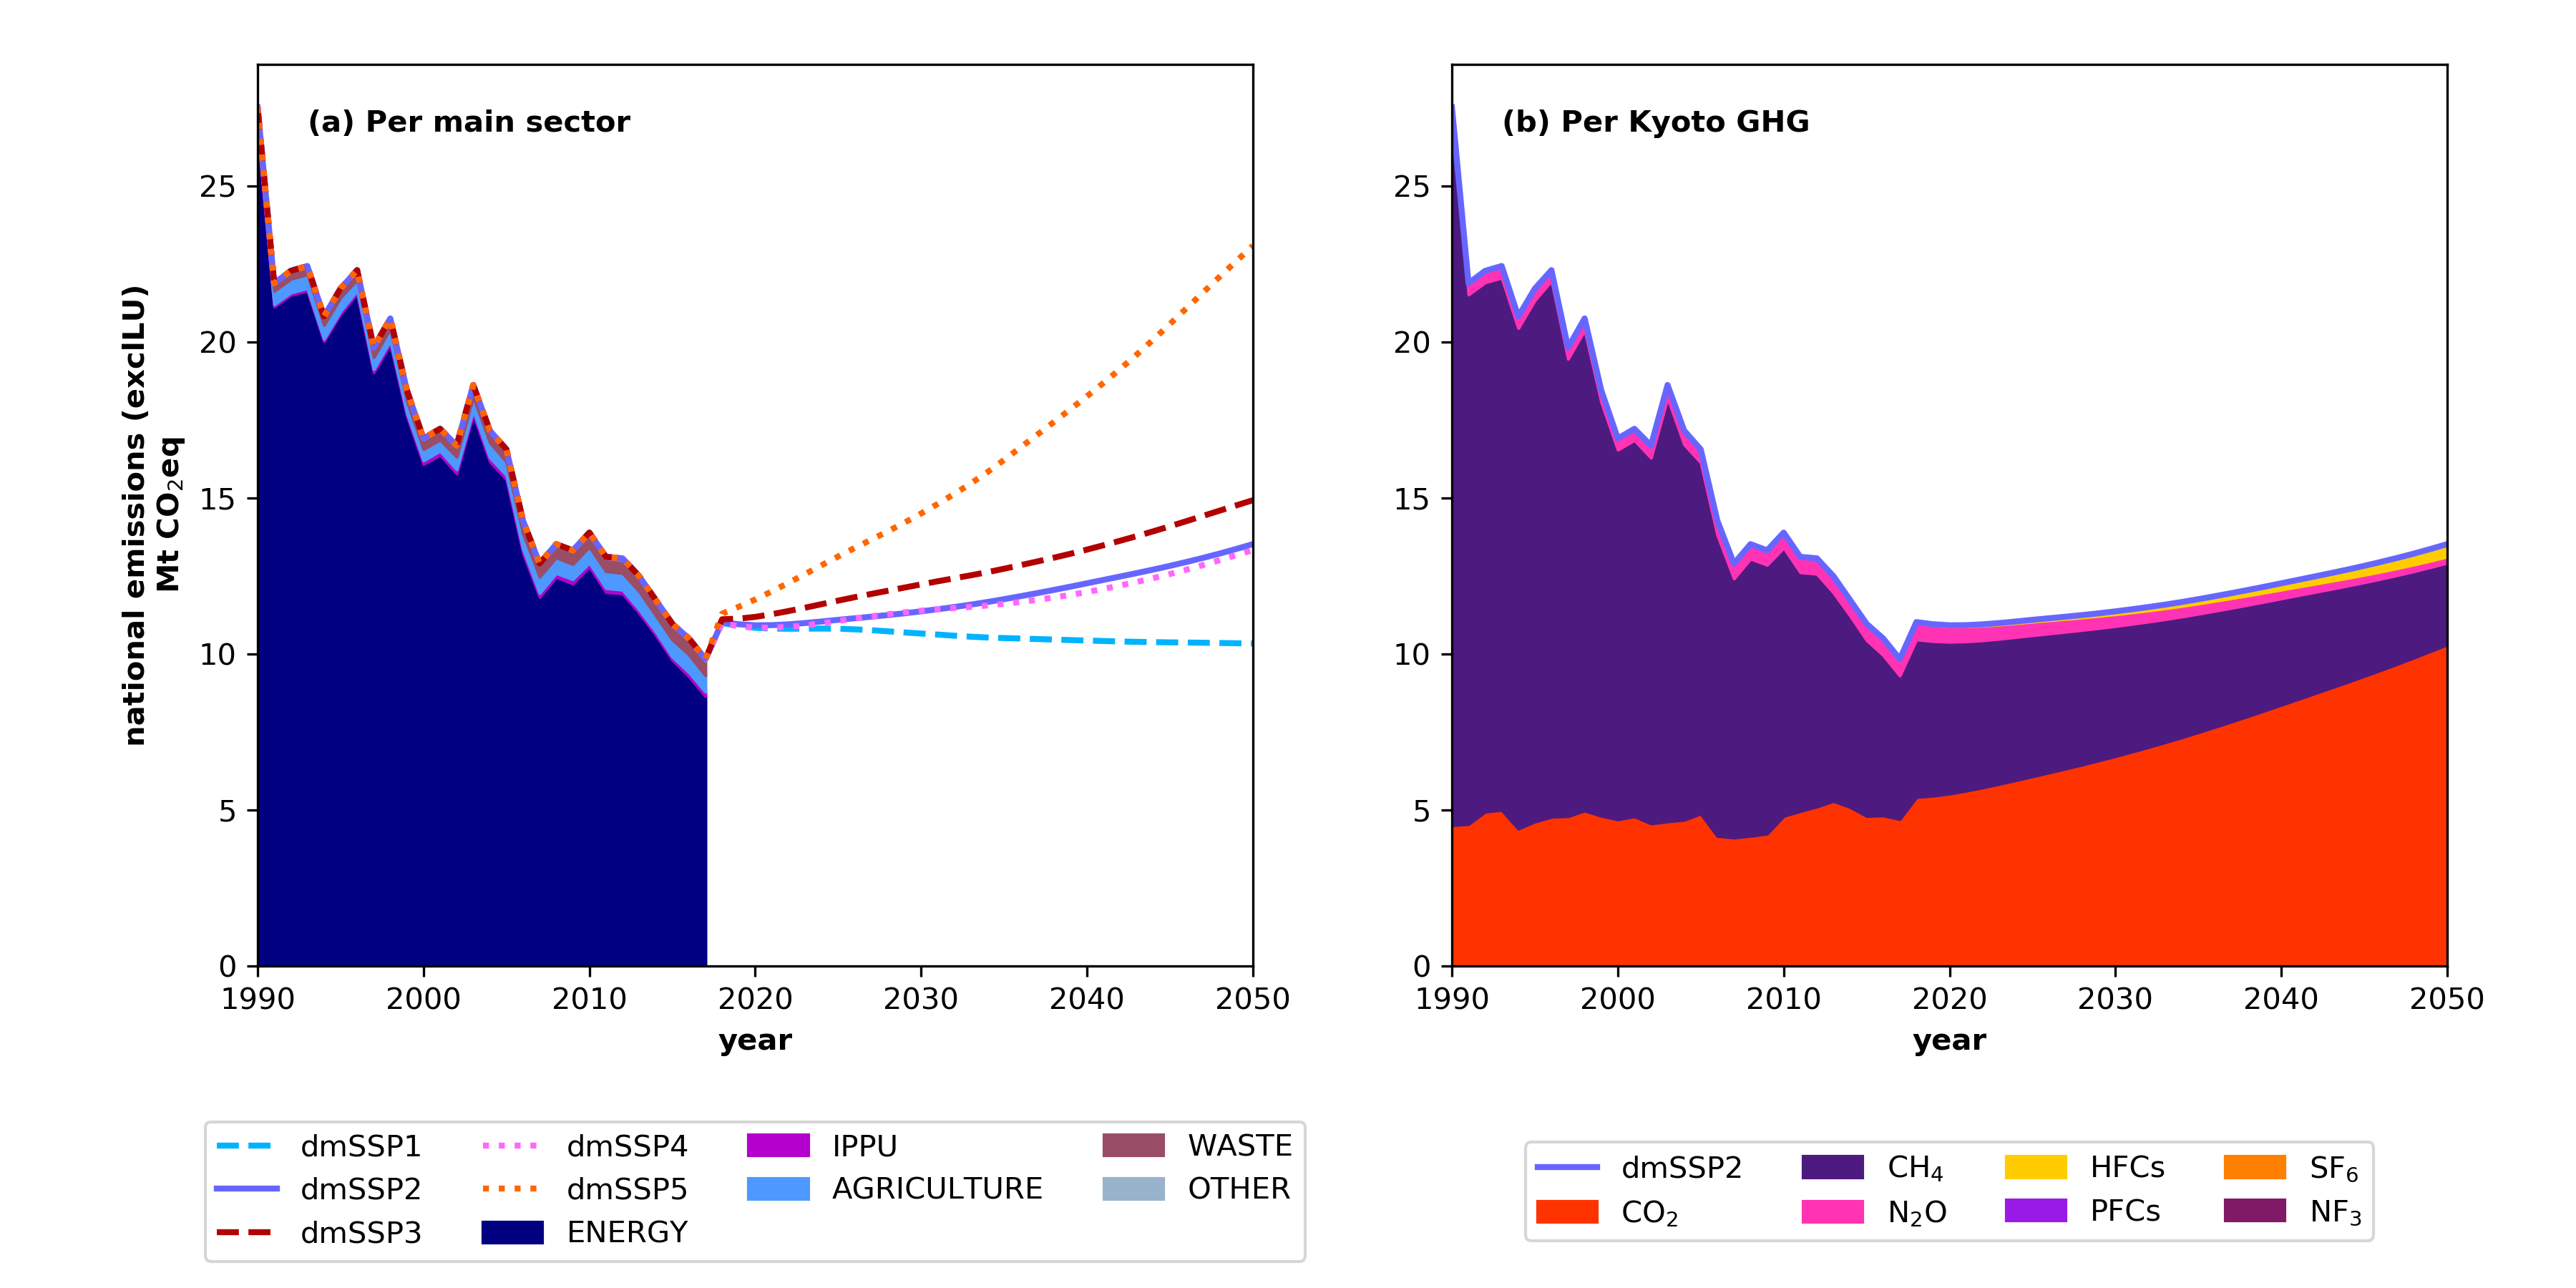 (a) Per main sector
national emissions (exclLU)
Mt CO₂eq
25
20
15
10
5
0
1990 2000 2010 2020 2030 2040 2050
year
dmSSP1 dmSSP4 IPPU WASTE
dmSSP2 dmSSP5 AGRICULTURE OTHER
dmSSP3 ENERGY
(b) Per Kyoto GHG
25
20
15
10
5
0
1990 2000 2010 2020 2030 2040 2050
year
dmSSP2 CH₄ HFCs SF₆
CO₂ N₂O PFCs NF₃